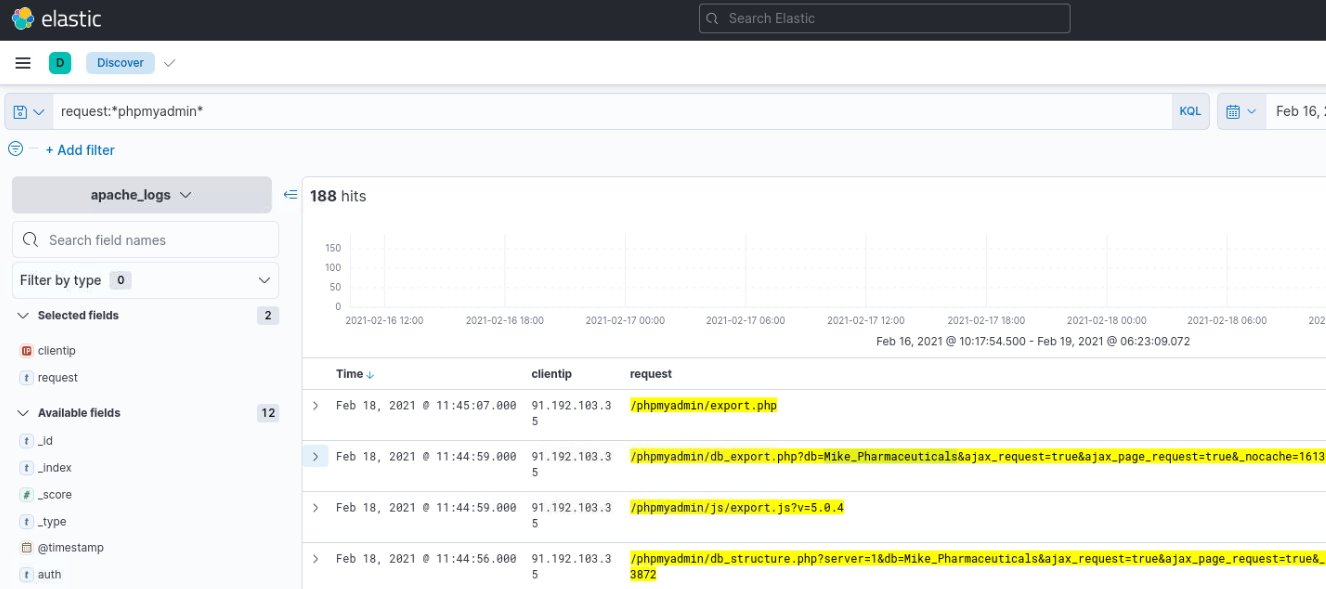 elastic
Search Elastic
D
Discover
request:*phpmyadmin*
KQL
Feb 16, 2
+ Add filter
apache_logs
188 hits
Search field names
Filter by type 0
150
100
50
0
2021-02-16 12:00 2021-02-16 18:00 2021-02-17 00:00 2021-02-17 06:00 2021-02-17 12:00 2021-02-17 18:00 2021-02-18 00:00 2021-02-18 06:00 202
Feb 16, 2021 @ 10:17:54.500 - Feb 19, 2021 @ 06:23:09.072
Selected fields 2
IP clientip
t request
Available fields 12
t _id
t _index
# _score
t _type
@timestamp
t auth
Time clientip request
Feb 18, 2021 @ 11:45:07.000 91.192.103.3 /phpmyadmin/export.php
5
Feb 18, 2021 @ 11:44:59.000 91.192.103.3 /phpmyadmin/db_export.php?db=Mike_Pharmaceuticals&ajax_request=true&ajax_page_request=true&_nocache=1613
5
Feb 18, 2021 @ 11:44:59.000 91.192.103.3 /phpmyadmin/js/export.js?v=5.0.4
5
Feb 18, 2021 @ 11:44:56.000 91.192.103.3 /phpmyadmin/db_structure.php?server=1&db=Mike_Pharmaceuticals&ajax_request=true&ajax_page_request=true&_
5 3872